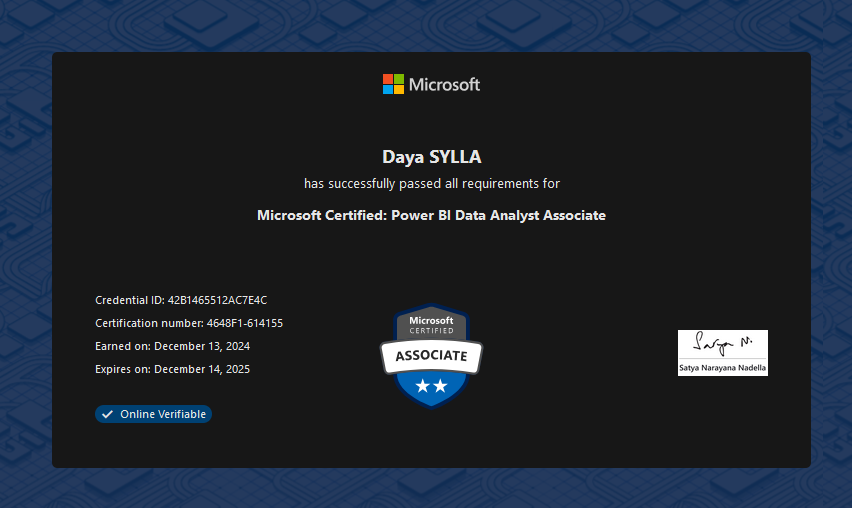 Microsoft
Daya SYLLA
has successfully passed all requirements for
Microsoft Certified: Power BI Data Analyst Associate
Credential ID: 42B1465512AC7E4C
Certification number: 4648F1-614155
Earned on: December 13, 2024
Expires on: December 14, 2025
Online Verifiable
Microsoft
CERTIFIED
ASSOCIATE
Satya N.
Satya Narayana Nadella